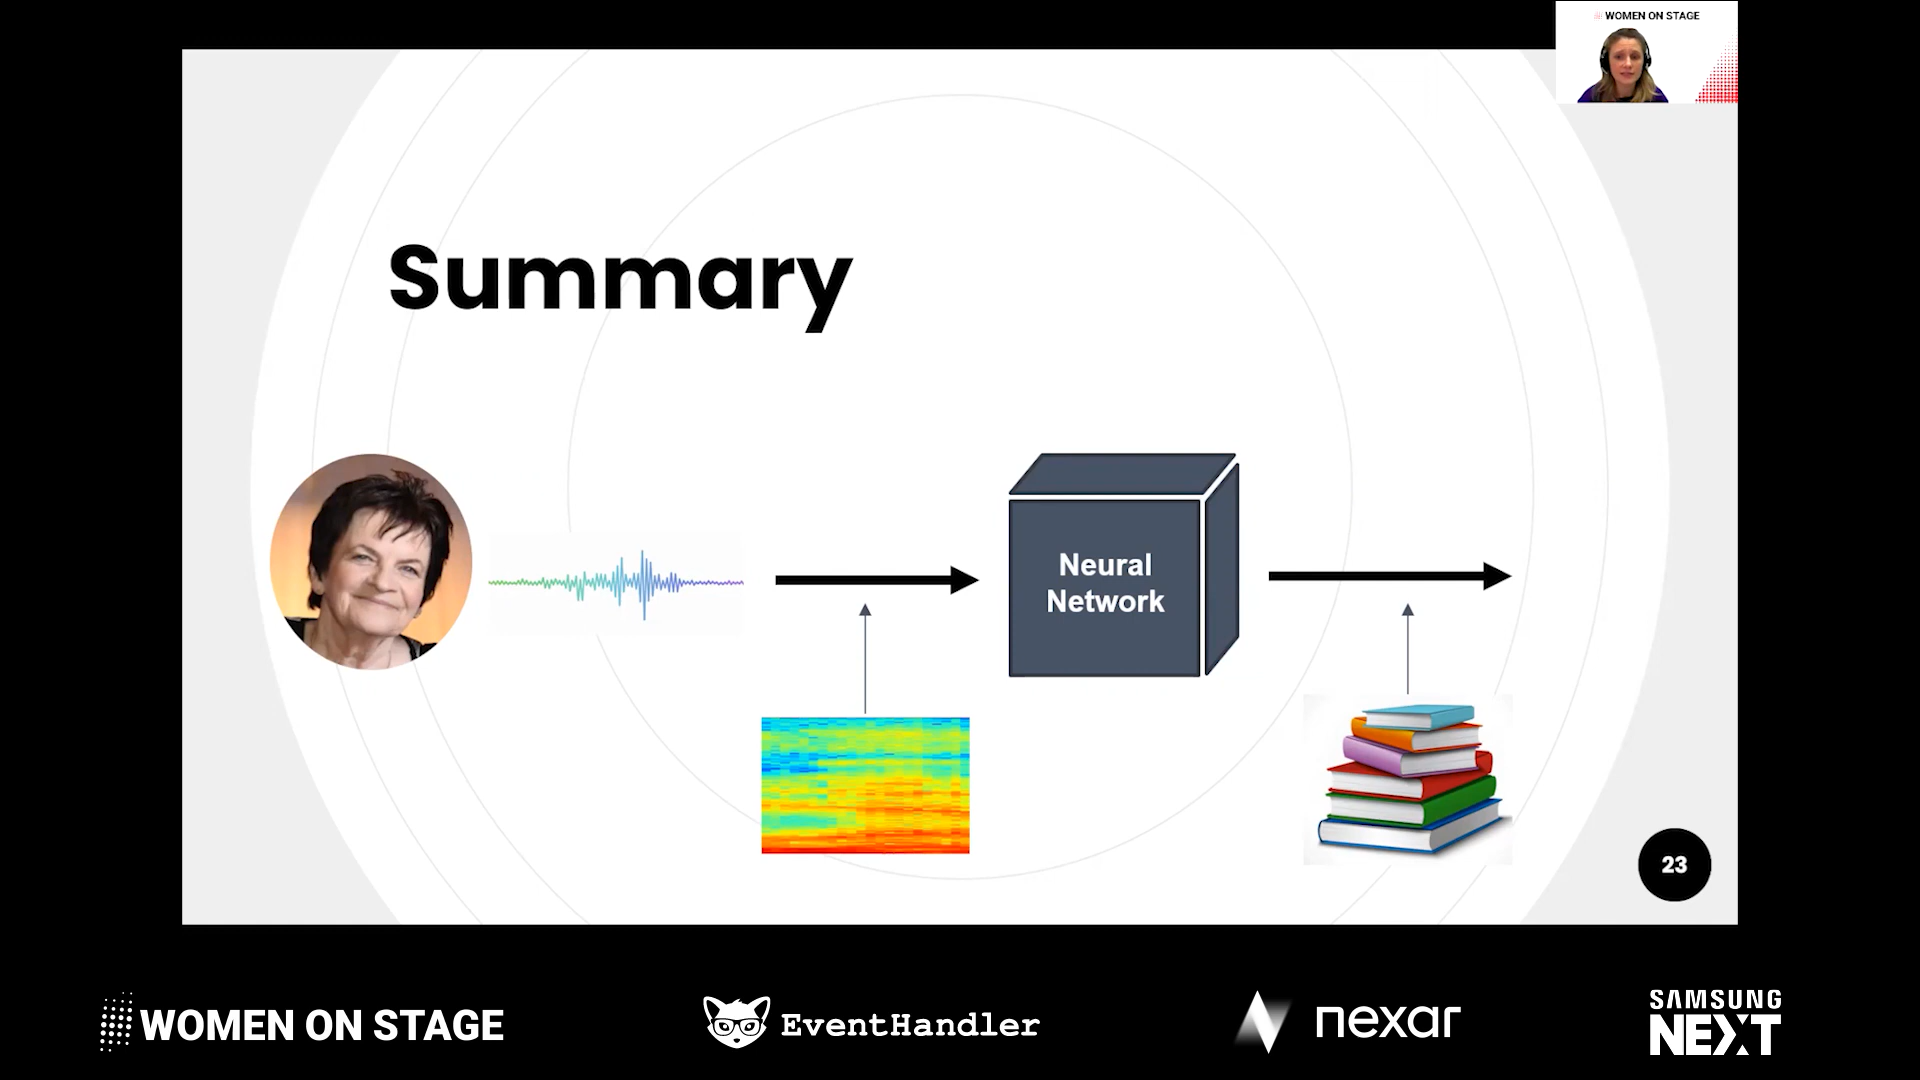 WOMEN ON STAGE
Summary
Neural
Network
23
WOMEN ON STAGE
EventHandler
nexar
SAMSUNG
NEXT